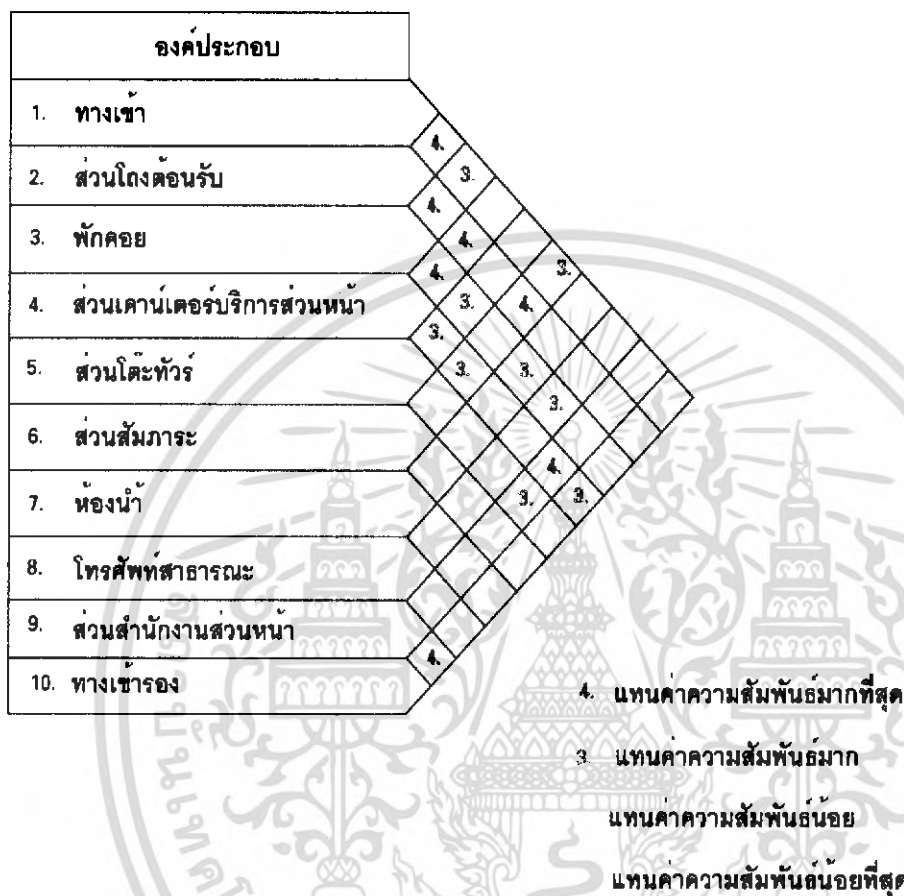 องค์ประกอบ
1. ทางเข้า
2. ส่วนโถงต้อนรับ
3. พักคอย
4. ส่วนเคาน์เตอร์บริการส่วนหน้า
5. ส่วนโต๊ะทัวร์
6. ส่วนสัมภาระ
7. ห้องน้ำ
8. โทรศัพท์สาธารณะ
9. ส่วนสำนักงานส่วนหน้า
10. ทางเข้ารอง
4.
3.
4.
4.
3.
4.
3.
4.
3.
3.
3.
3.
4.
3.
3.
4.
4. แทนค่าความสัมพันธ์มากที่สุด
3. แทนค่าความสัมพันธ์มาก
แทนค่าความสัมพันธ์น้อย
แทนค่าความสัมพันธ์น้อยที่สุด